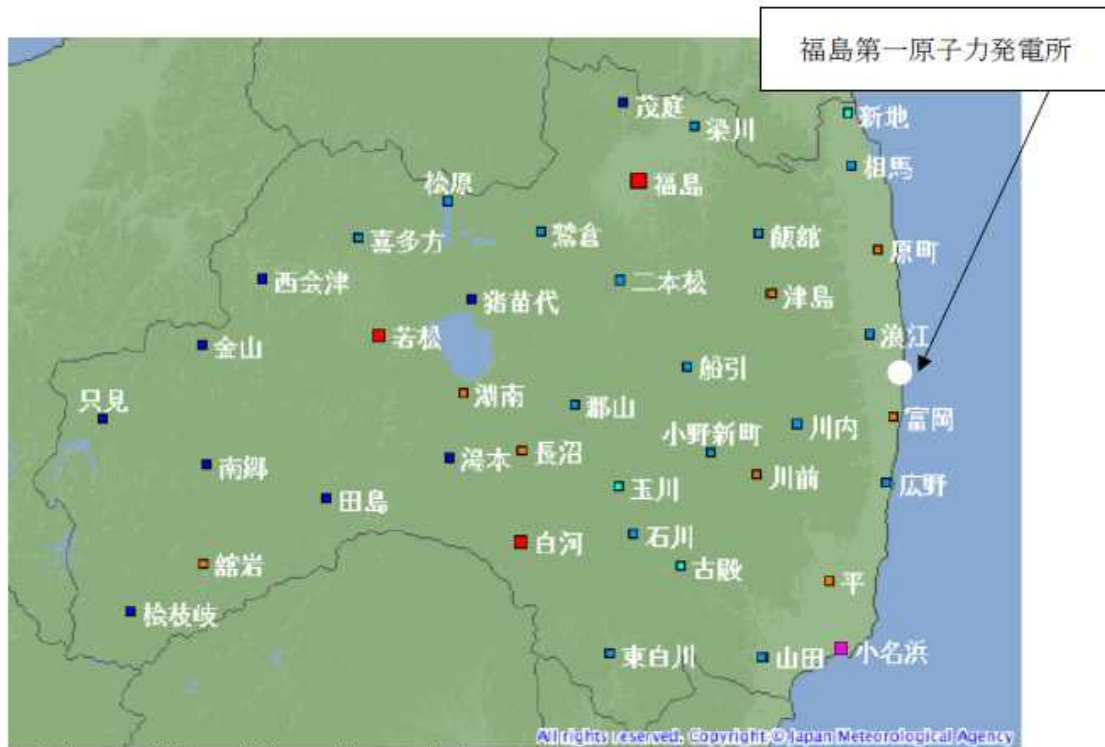 福島第一原子力発電所
茂庭
梁川
新地
相馬
桧原
福島
喜多方
鷲倉
飯舘
原町
西会津
猪苗代
二本松
津島
金山
若松
浪江
只見
湖南
郡山
船引
小野新町
川内
富岡
南郷
湯本
長沼
川前
田島
玉川
広野
白河
石川
舘岩
古殿
平
桧枝岐
東白川
山田
小名浜
All rights reserved. Copyright © Japan Meteorological Agency